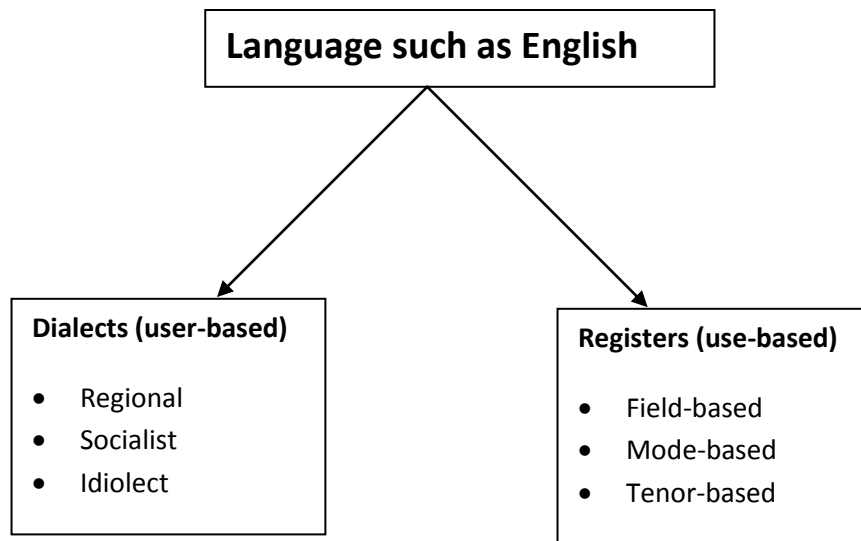 Language such as English
Dialects (user-based)
• Regional
• Socialist
• Idiolect
Registers (use-based)
• Field-based
• Mode-based
• Tenor-based